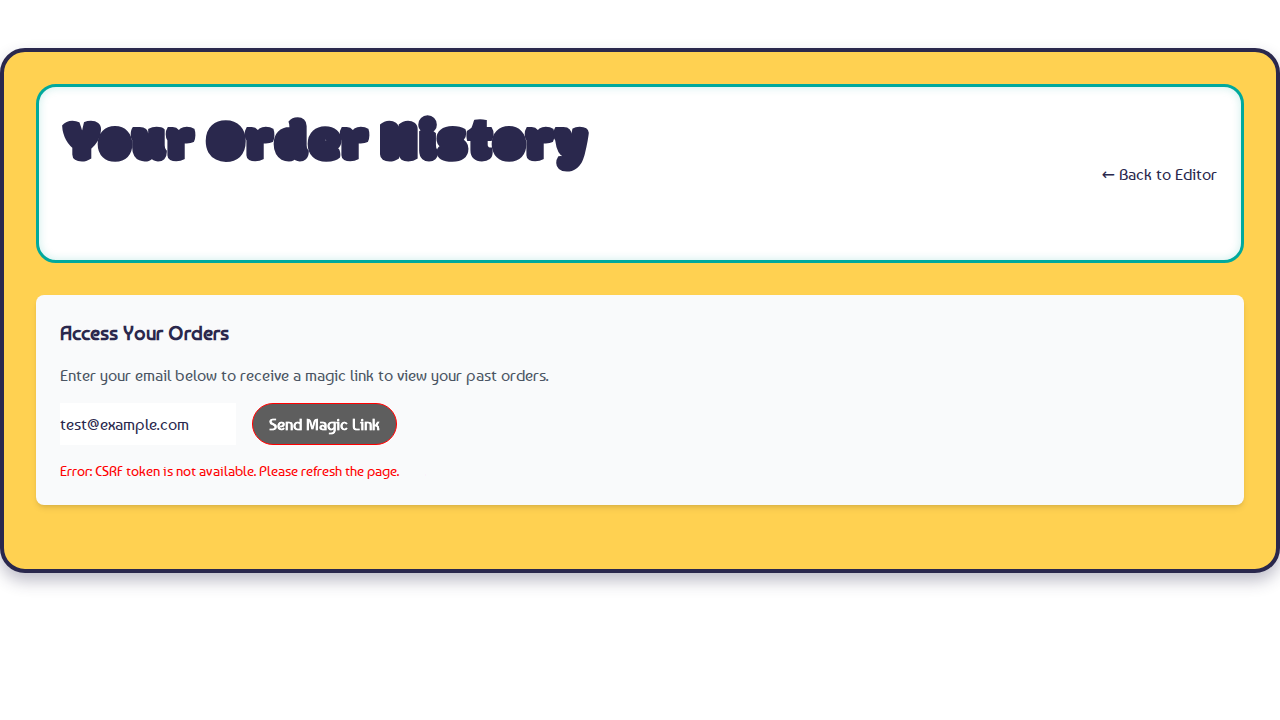 Your Order History
← Back to Editor
Access Your Orders
Enter your email below to receive a magic link to view your past orders.
test@example.com
Send Magic Link
Error: CSRF token is not available. Please refresh the page.